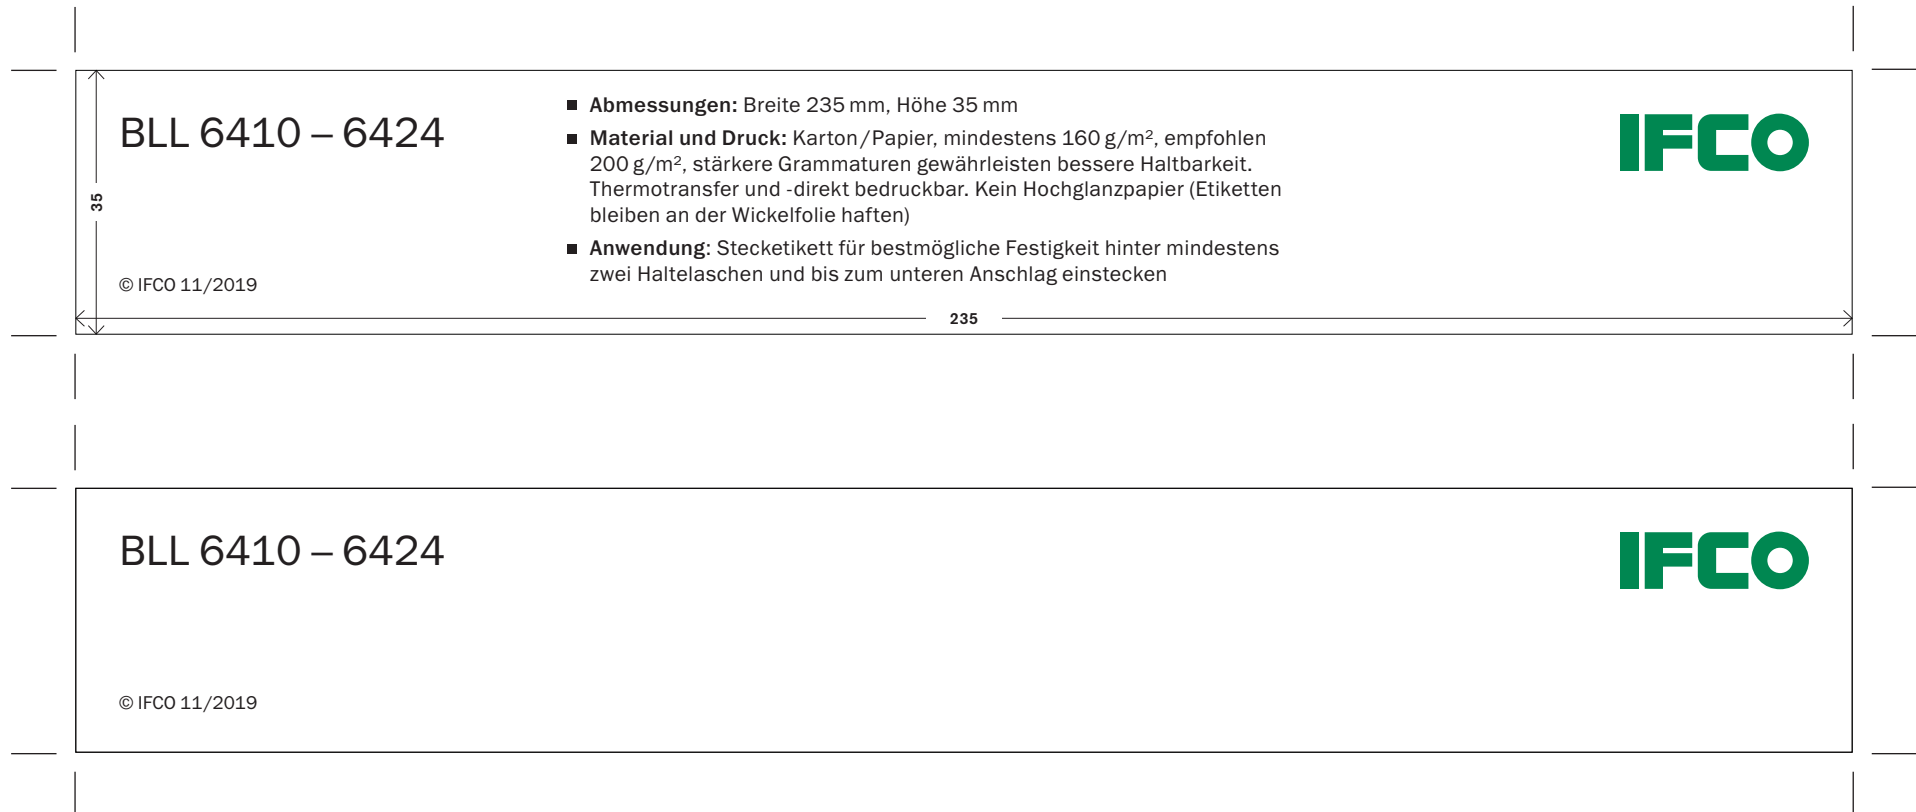 BLL 6410 – 6424
■ Abmessungen: Breite 235 mm, Höhe 35 mm
■ Material und Druck: Karton/Papier, mindestens 160 g/m², empfohlen
200 g/m², stärkere Grammaturen gewährleisten bessere Haltbarkeit.
Thermotransfer und -direkt bedruckbar. Kein Hochglanzpapier (Etiketten
bleiben an der Wickelfolie haften)
■ Anwendung: Stecketikett für bestmögliche Festigkeit hinter mindestens
zwei Haltelaschen und bis zum unteren Anschlag einstecken
IFCO
35
© IFCO 11/2019
235
BLL 6410 – 6424
IFCO
© IFCO 11/2019